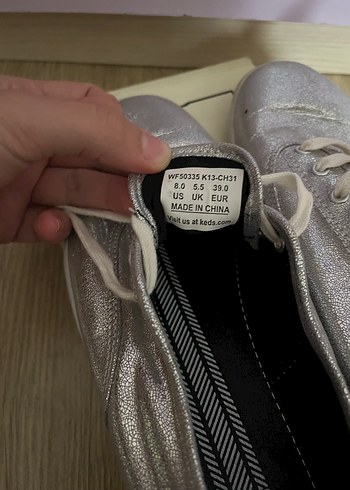 WF50335 K13-CH31
8.0 5.5 39.0
US UK EUR
MADE IN CHINA
Visit us at keds.com